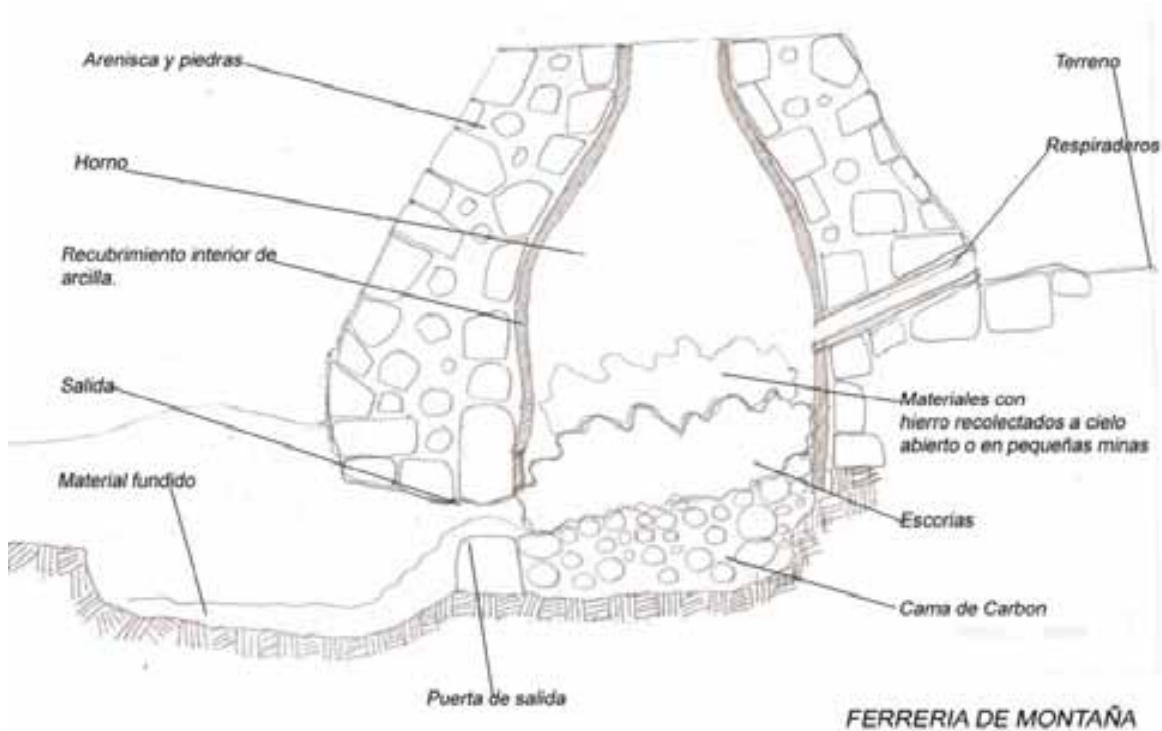 Arenisca y piedras
Terreno
Respiraderos
Horno
Recubrimiento interior de
arcilla.
Salida
Materiales con
hierro recolectados a cielo
abierto o en pequeñas minas
Material fundido
Escorias
Cama de Carbon
Puerta de salida
FERRERIA DE MONTAÑA